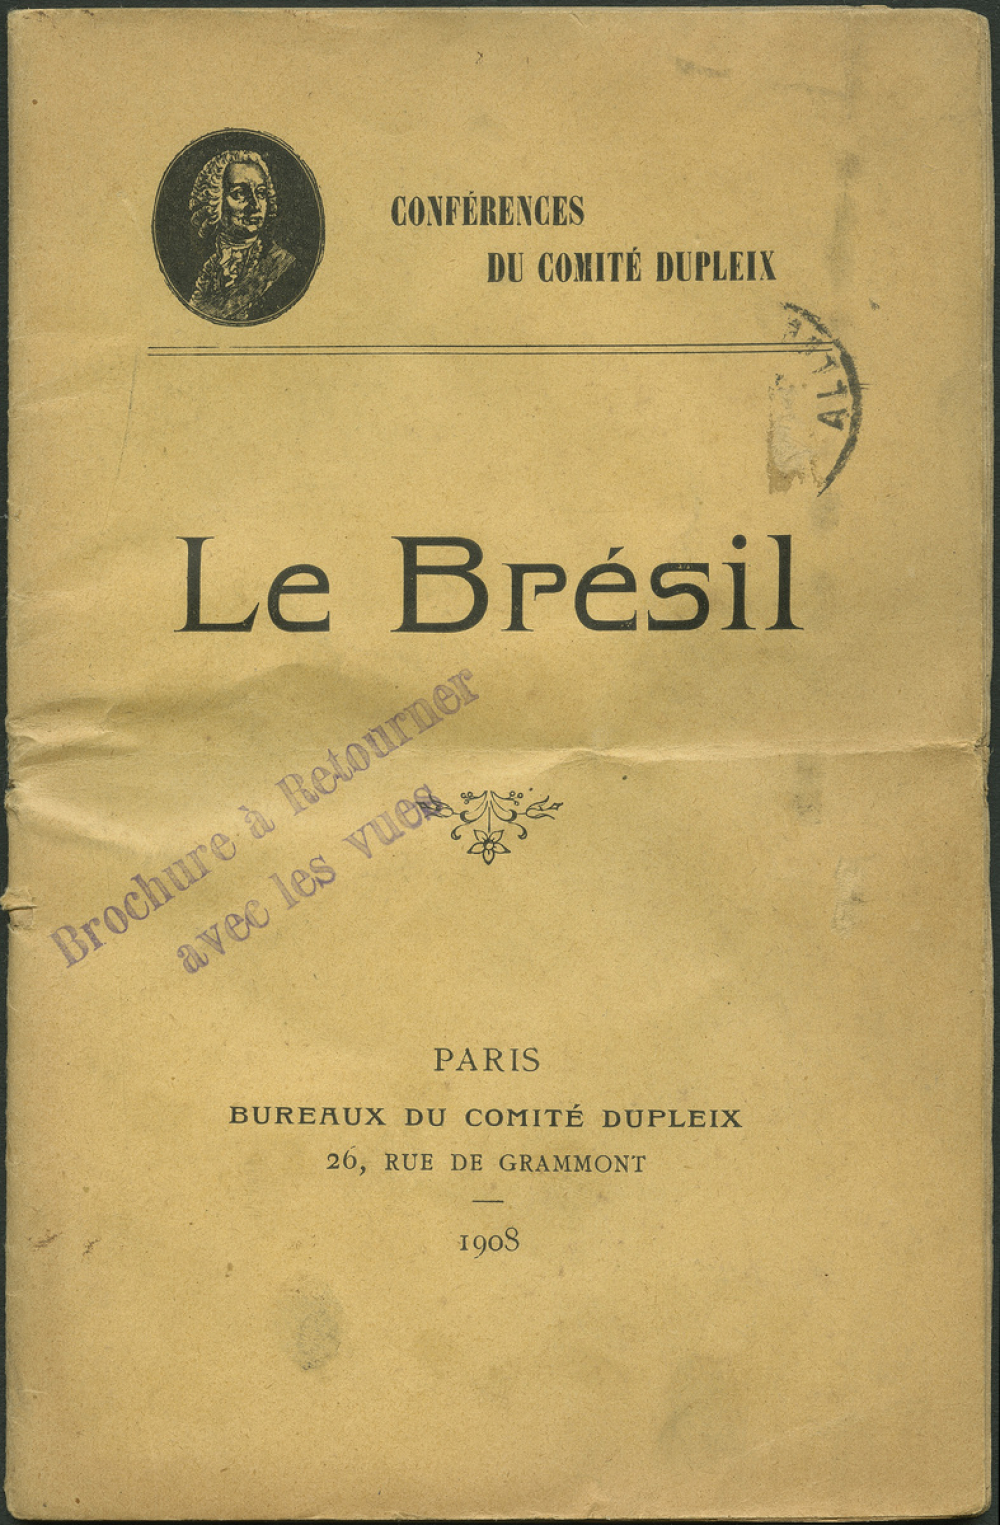 CONFÉRENCES
DU COMITÉ DUPLEIX
Le Brésil
Brochure à Retourner
avec les vues
PARIS
BUREAUX DU COMITÉ DUPLEIX
26, RUE DE GRAMMONT
1908